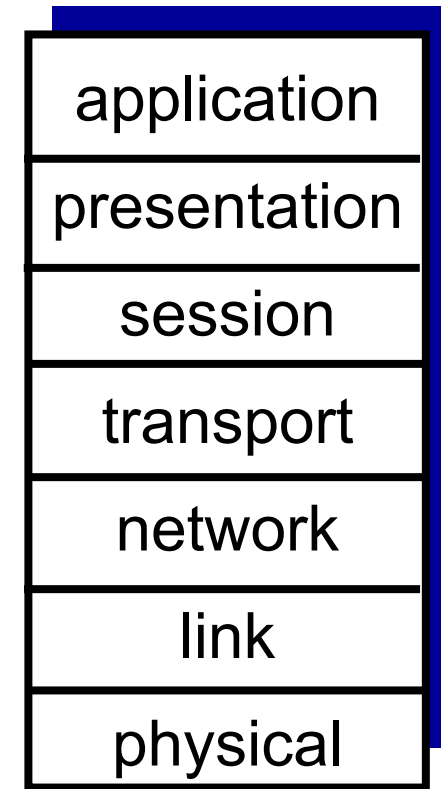 application
presentation
session
transport
network
link
physical